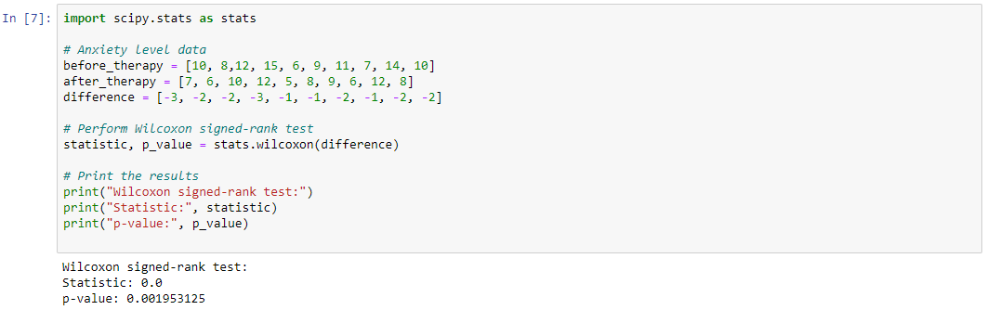 In [7]: import scipy.stats as stats
# Anxiety level data
before_therapy = [10, 8,12, 15, 6, 9, 11, 7, 14, 10]
after_therapy = [7, 6, 10, 12, 5, 8, 9, 6, 12, 8]
difference = [-3, -2, -2, -3, -1, -1, -2, -1, -2, -2]
# Perform Wilcoxon signed-rank test
statistic, p_value = stats.wilcoxon(difference)
# Print the results
print("Wilcoxon signed-rank test:")
print("Statistic:", statistic)
print("p-value:", p_value)
Wilcoxon signed-rank test:
Statistic: 0.0
p-value: 0.001953125